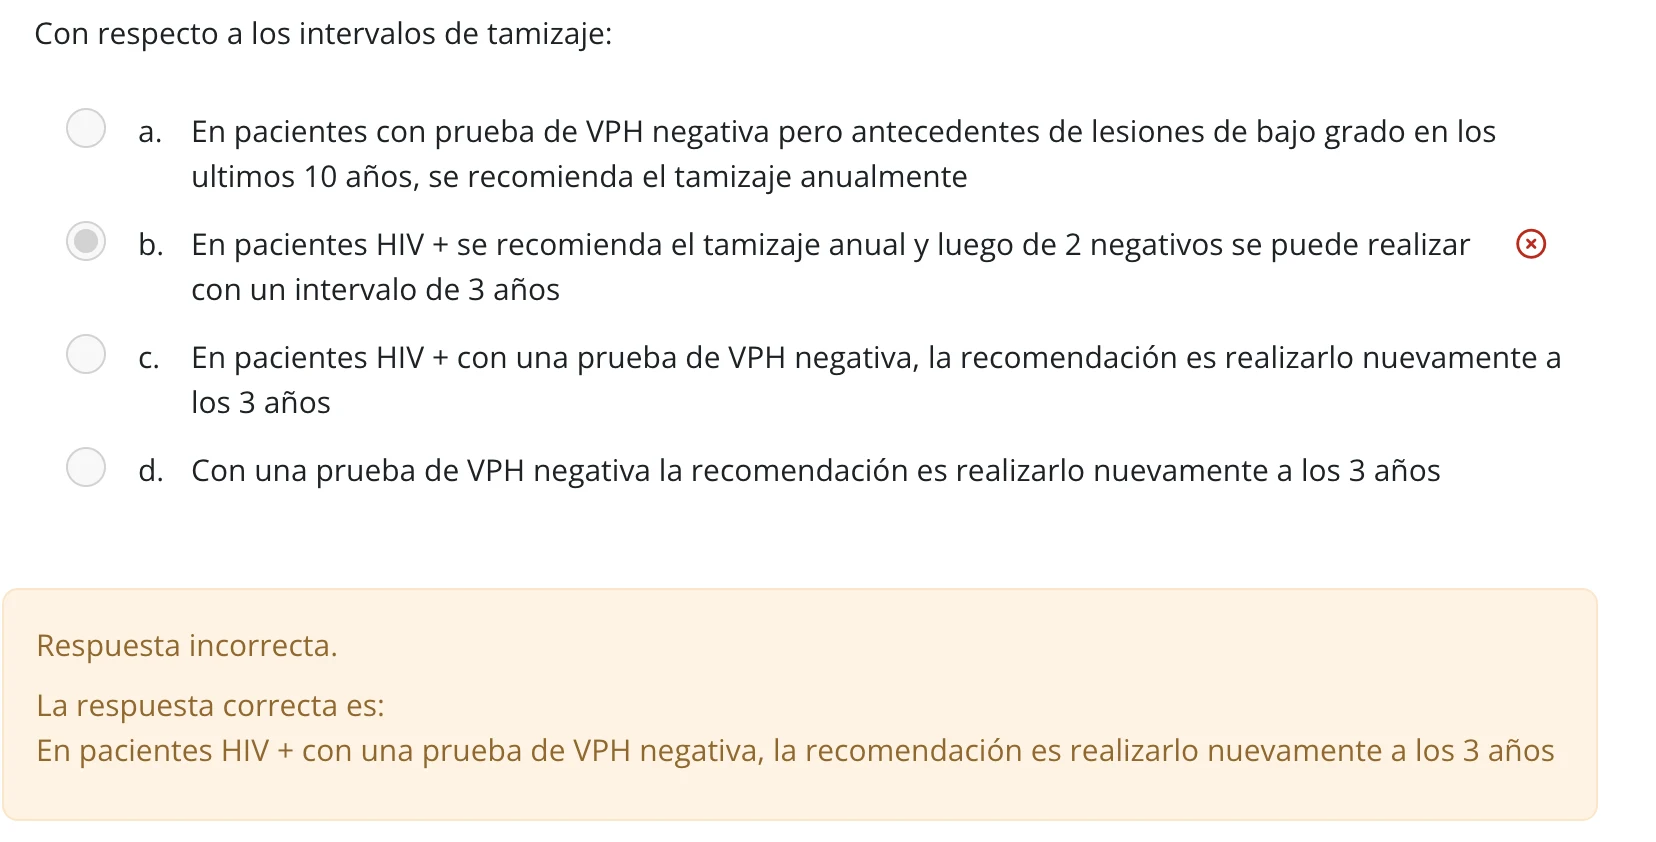 Con respecto a los intervalos de tamizaje:
a. En pacientes con prueba de VPH negativa pero antecedentes de lesiones de bajo grado en los
ultimos 10 años, se recomienda el tamizaje anualmente
b. En pacientes HIV + se recomienda el tamizaje anual y luego de 2 negativos se puede realizar
con un intervalo de 3 años
c. En pacientes HIV + con una prueba de VPH negativa, la recomendación es realizarlo nuevamente a
los 3 años
d. Con una prueba de VPH negativa la recomendación es realizarlo nuevamente a los 3 años
Respuesta incorrecta.
La respuesta correcta es:
En pacientes HIV + con una prueba de VPH negativa, la recomendación es realizarlo nuevamente a los 3 años